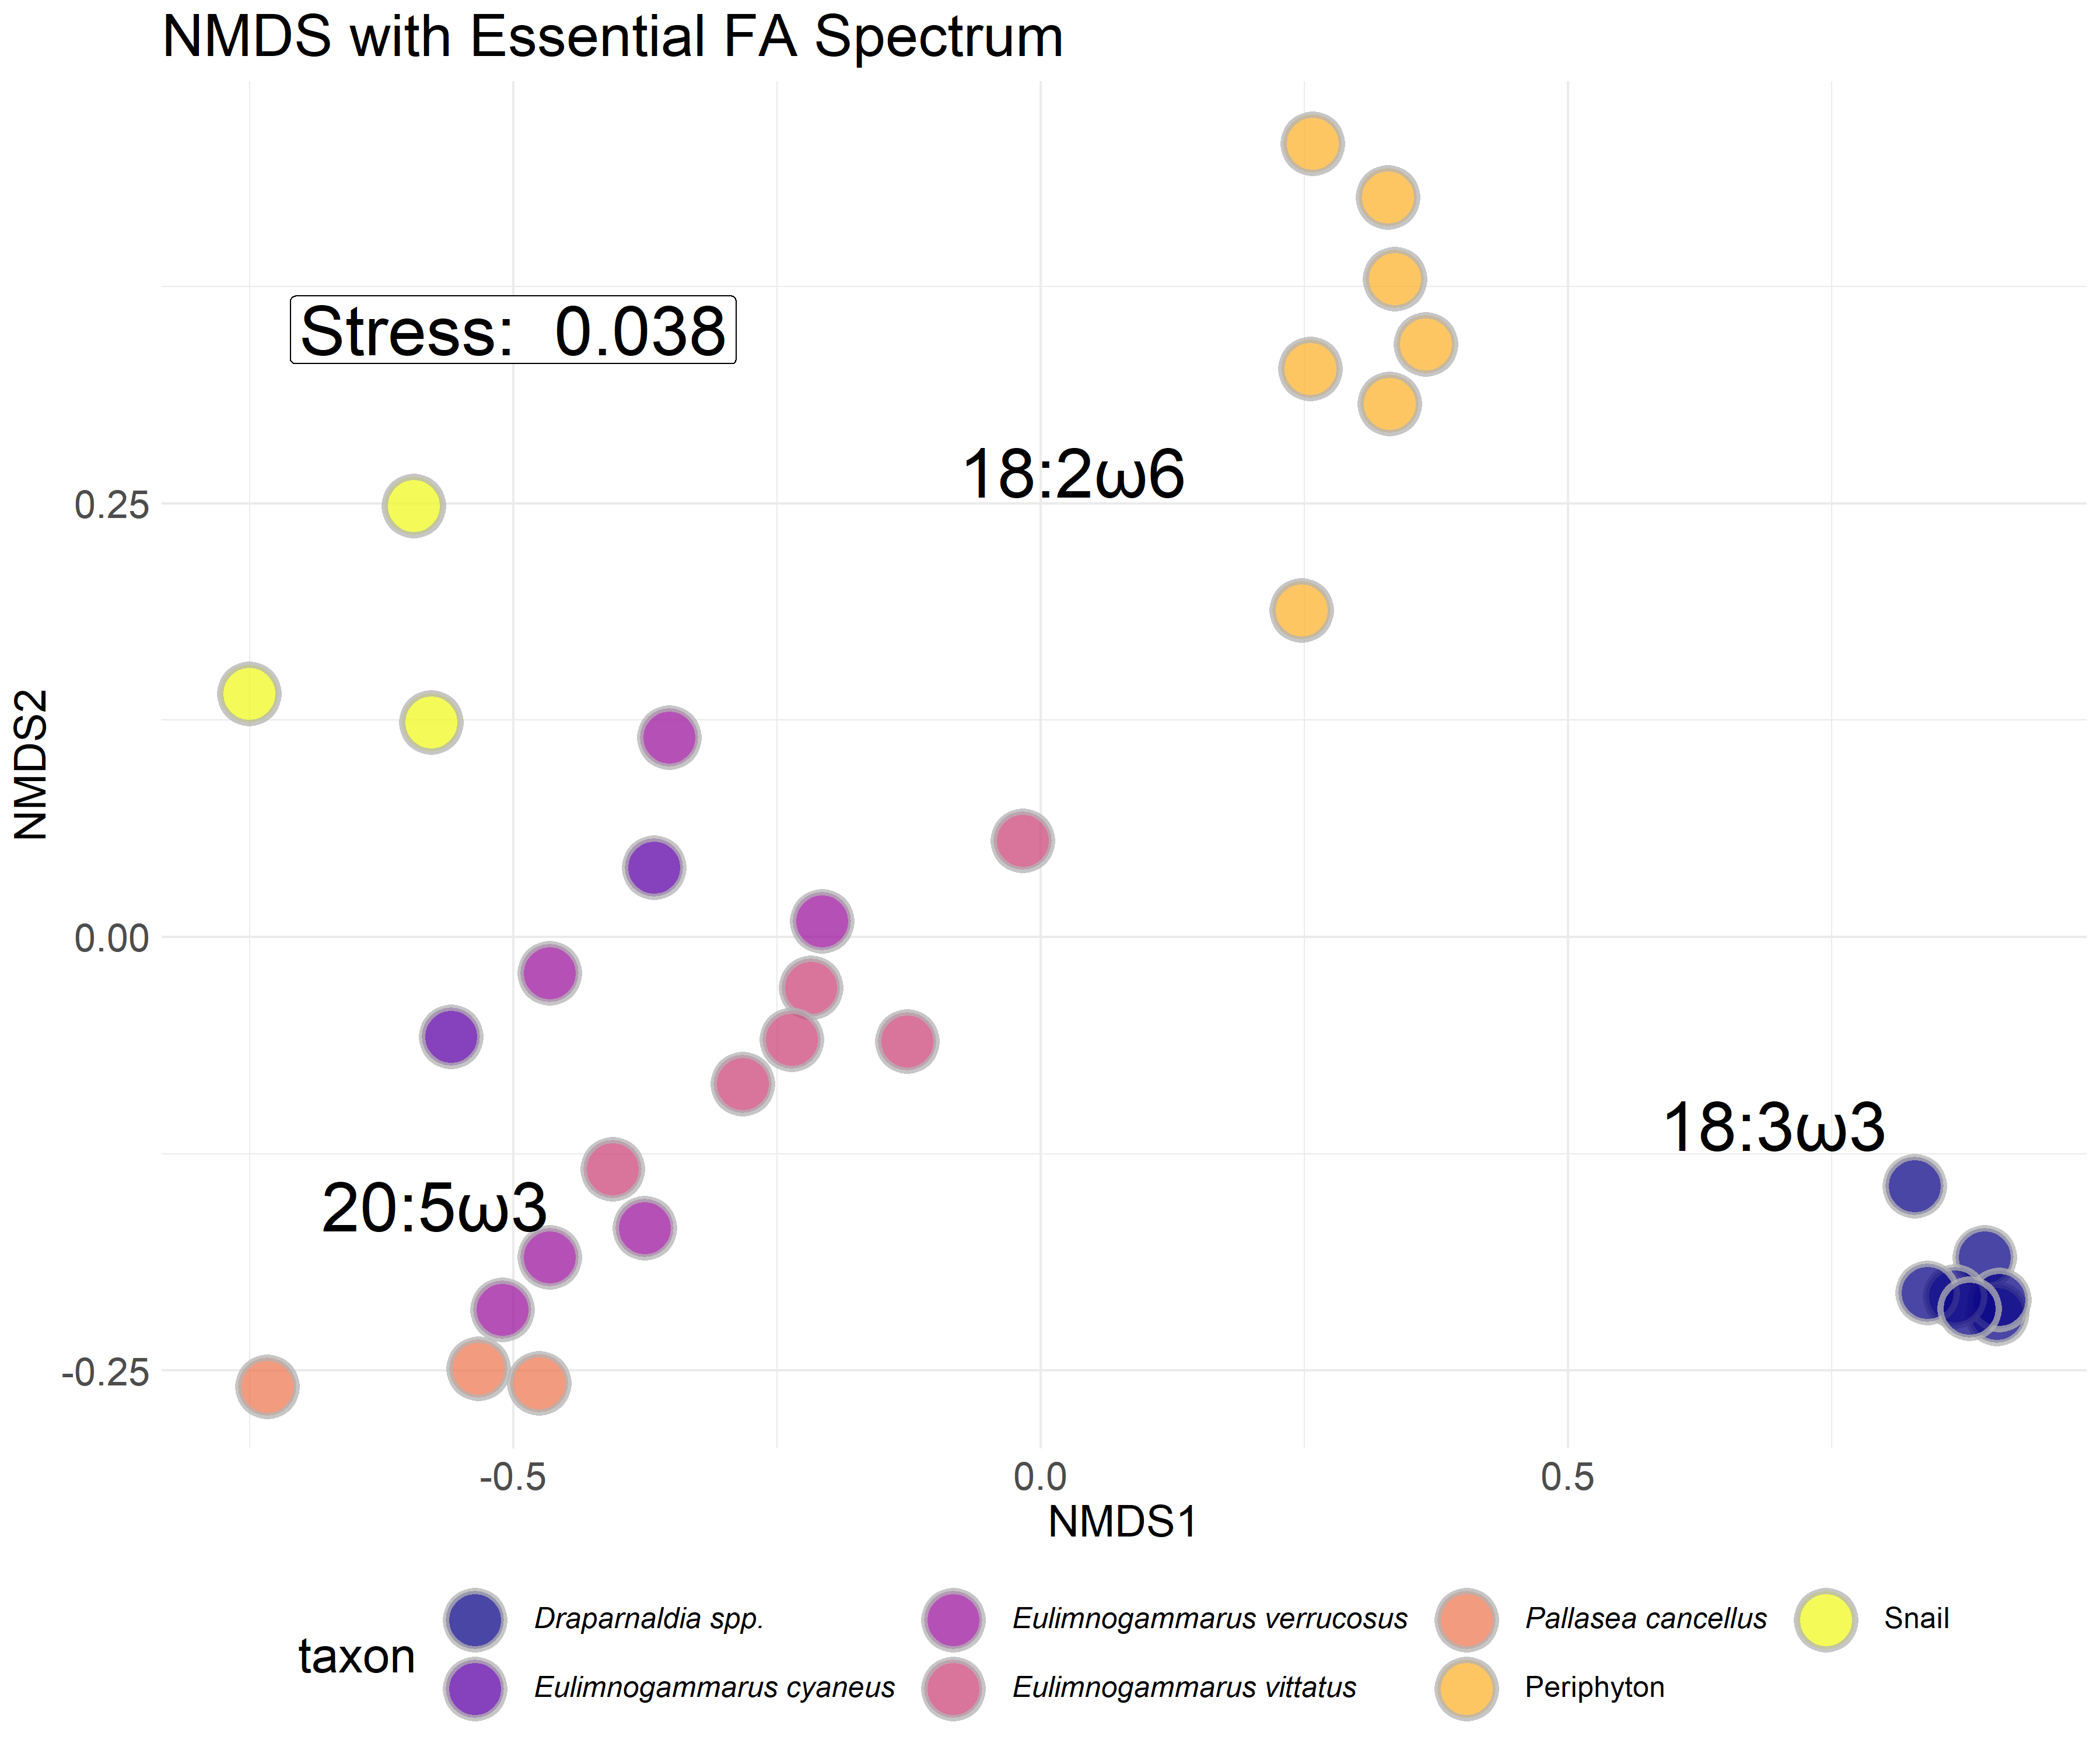 NMDS with Essential FA Spectrum
Stress:  0.038
18:2ω6
0.25
NMDS2
0.00
18:3ω3
20:5ω3
-0.25
-0.5 0.0 0.5
NMDS1
taxon
Draparnaldia spp. Eulimnogammarus verrucosus Pallasea cancellus Snail
Eulimnogammarus cyaneus Eulimnogammarus vittatus Periphyton